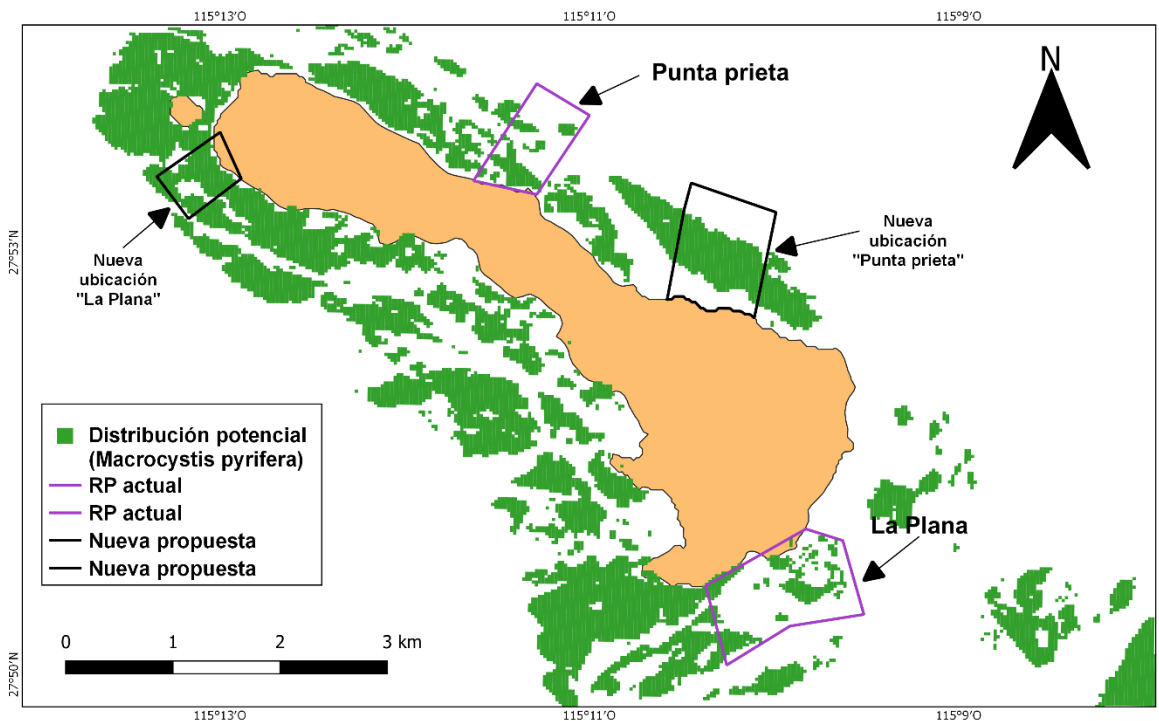 115°13'O
115°11'O
115°9'O
Punta prieta
N
27°53'N
Nueva
ubicación
"La Plana"
Nueva
ubicación
"Punta prieta"
Distribución potencial
(Macrocystis pyrifera)
RP actual
RP actual
Nueva propuesta
Nueva propuesta
La Plana
0 1 2 3 km
27°50'N
115°13'O
115°11'O
115°9'O